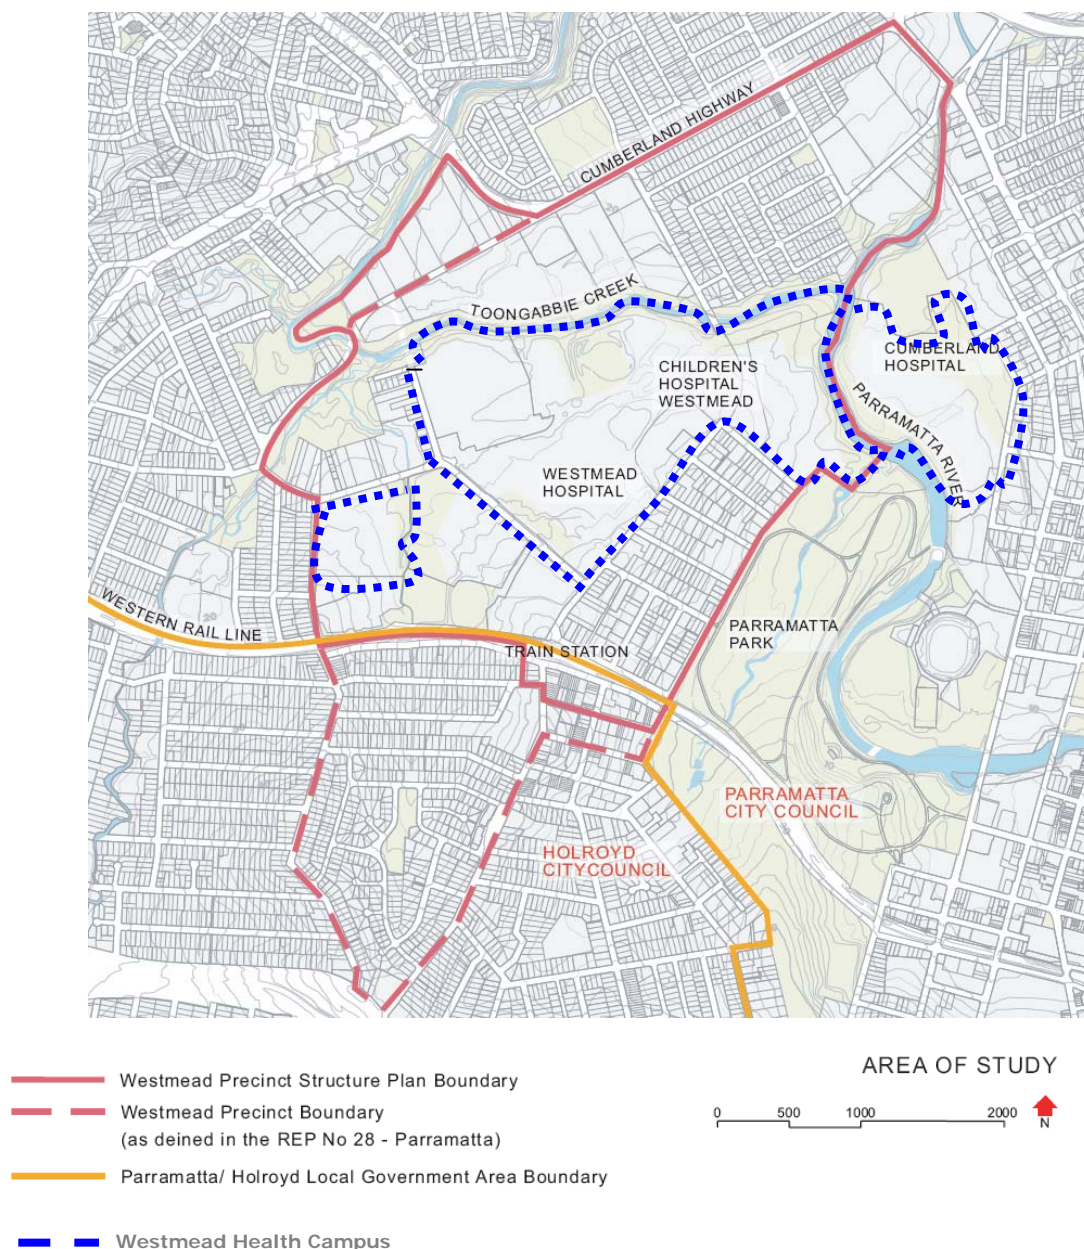 CUMBERLAND HIGHWAY
TOONGABBIE CREEK
CHILDREN'S
HOSPITAL
WESTMEAD
CUMBERLAND
HOSPITAL
PARRAMATTA RIVER
WESTMEAD
HOSPITAL
WESTERN RAIL LINE
TRAIN STATION
PARRAMATTA
PARK
PARRAMATTA
CITY COUNCIL
HOLROYD
CITYCOUNCIL
AREA OF STUDY
Westmead Precinct Structure Plan Boundary
Westmead Precinct Boundary
(as deined in the REP No 28 - Parramatta)
0 500 1000 2000
N
Parramatta/ Holroyd Local Government Area Boundary
Westmead Health Campus